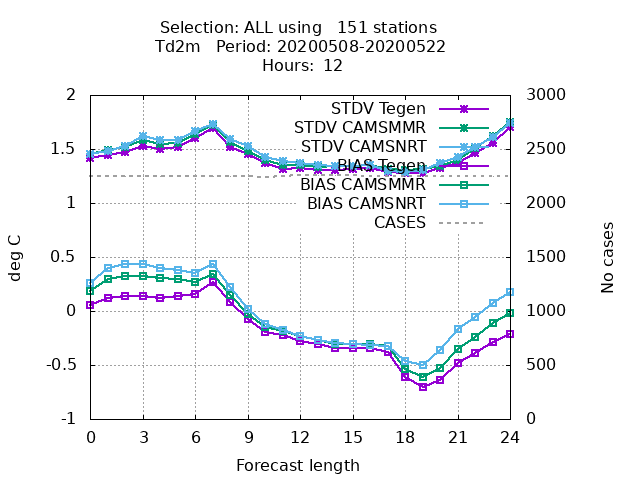 Selection: ALL using   151 stations
Td2m   Period: 20200508-20200522
Hours:  12
2
1.5
1
0.5
0
-0.5
-1
deg C
3000
2500
2000
1500
1000
500
0
No cases
STDV Tegen
STDV CAMSMMR
STDV CAMSNRT
BIAS Tegen
BIAS CAMSMMR
BIAS CAMSNRT
CASES
0 3 6 9 12 15 18 21 24
Forecast length